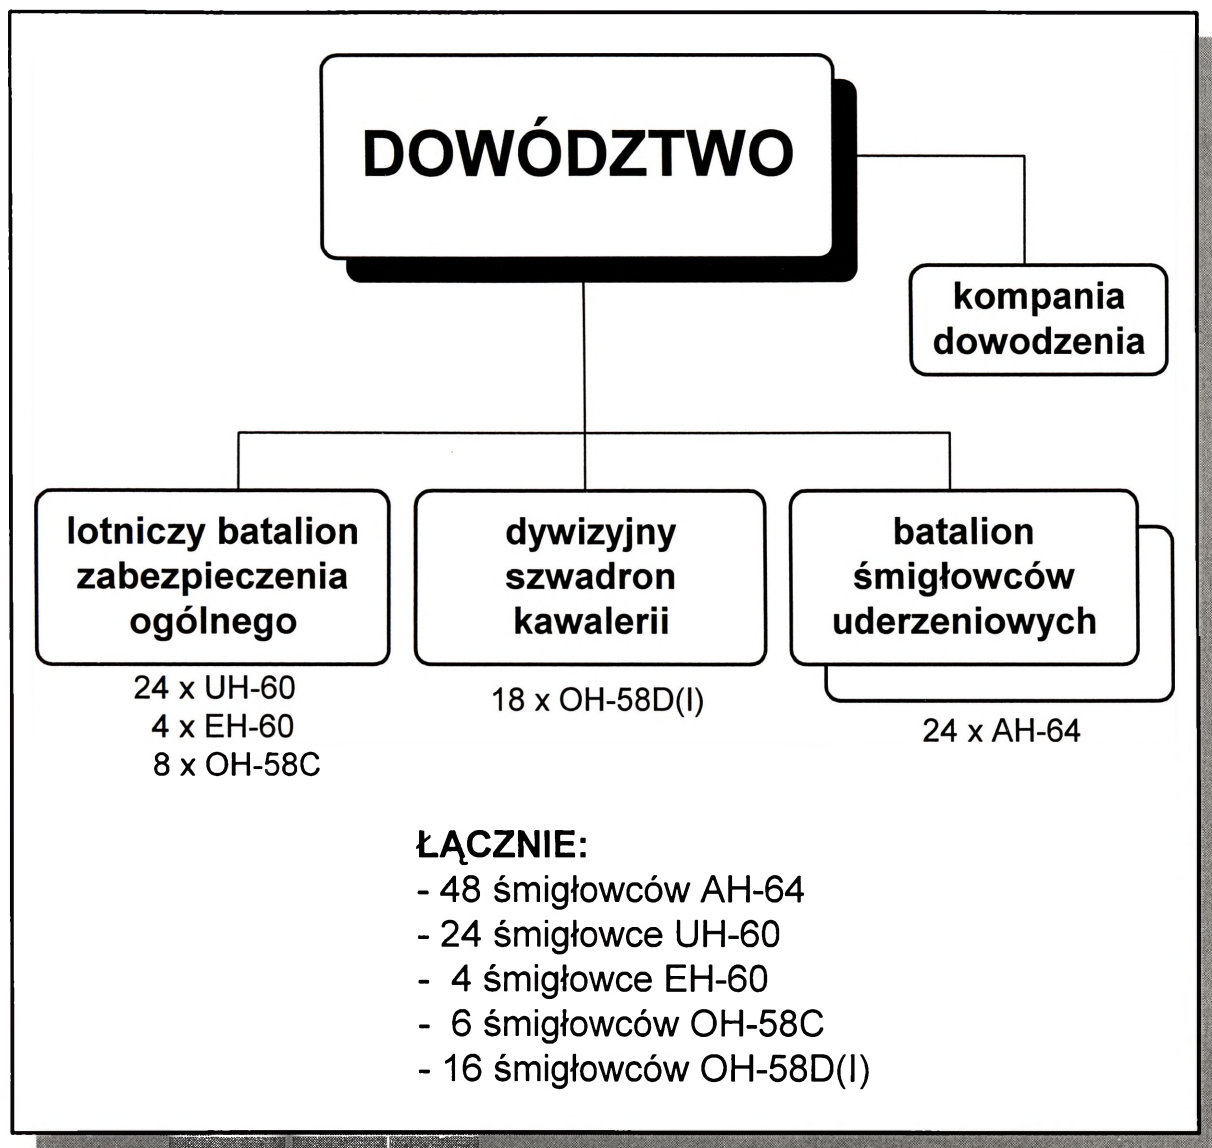 DOWÓDZTWO
kompania
dowodzenia
lotniczy batalion
zabezpieczenia
ogólnego
24 x UH-60
4 x EH-60
8 x OH-58C
dywizyjny
szwadron
kawalerii
18 x OH-58D(I)
batalion
śmigłowców
uderzeniowych
24 x AH-64
ŁĄCZNIE:
- 48 śmigłowców AH-64
- 24 śmigłowce UH-60
- 4 śmigłowce EH-60
- 6 śmigłowców OH-58C
- 16 śmigłowców OH-58D(I)